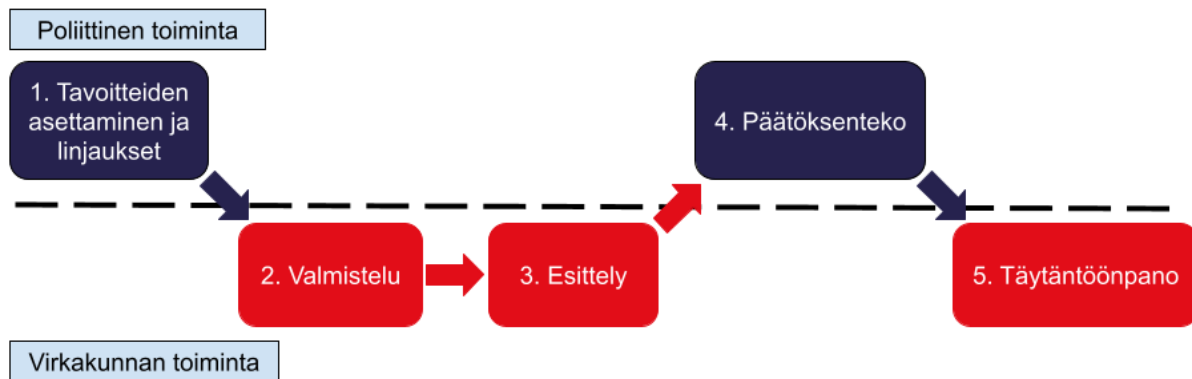 Poliittinen toiminta
1. Tavoitteiden
asettaminen ja
linjaukset
4. Päätöksenteko
2. Valmistelu
3. Esittely
5. Täytäntöönpano
Virkakunnan toiminta